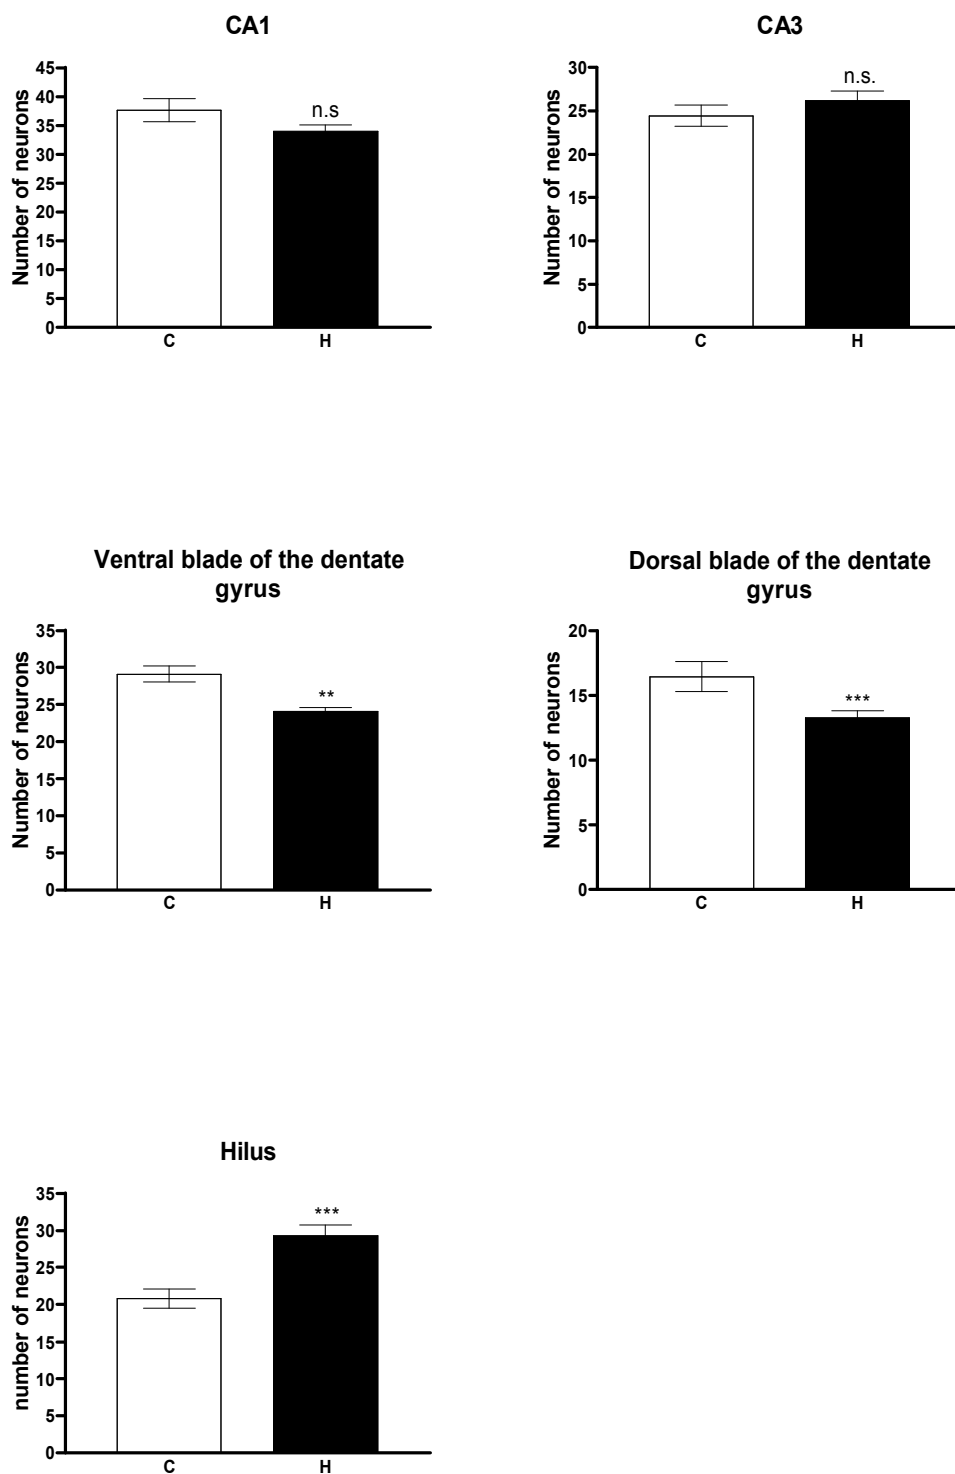 CA1
Number of neurons
45
40
35
30
25
20
15
10
5
0
n.s
C
H
CA3
Number of neurons
30
25
20
15
10
5
0
n.s.
C
H
Ventral blade of the dentate
gyrus
Number of neurons
35
30
25
20
15
10
5
0
**
C
H
Dorsal blade of the dentate
gyrus
Number of neurons
20
15
10
5
0
***
C
H
Hilus
number of neurons
35
30
25
20
15
10
5
0
***
C
H